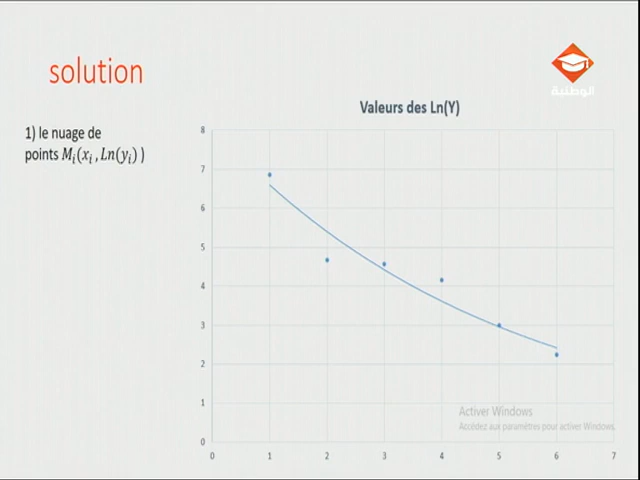 solution
الوطنية
Valeurs des Ln(Y)
1) le nuage de
points Mᵢ(xᵢ ,Ln(yᵢ) )
8
7
6
5
4
3
2
1
0
0 1 2 3 4 5 6 7
Activer Windows
Accédez aux paramètres pour activer Windows.